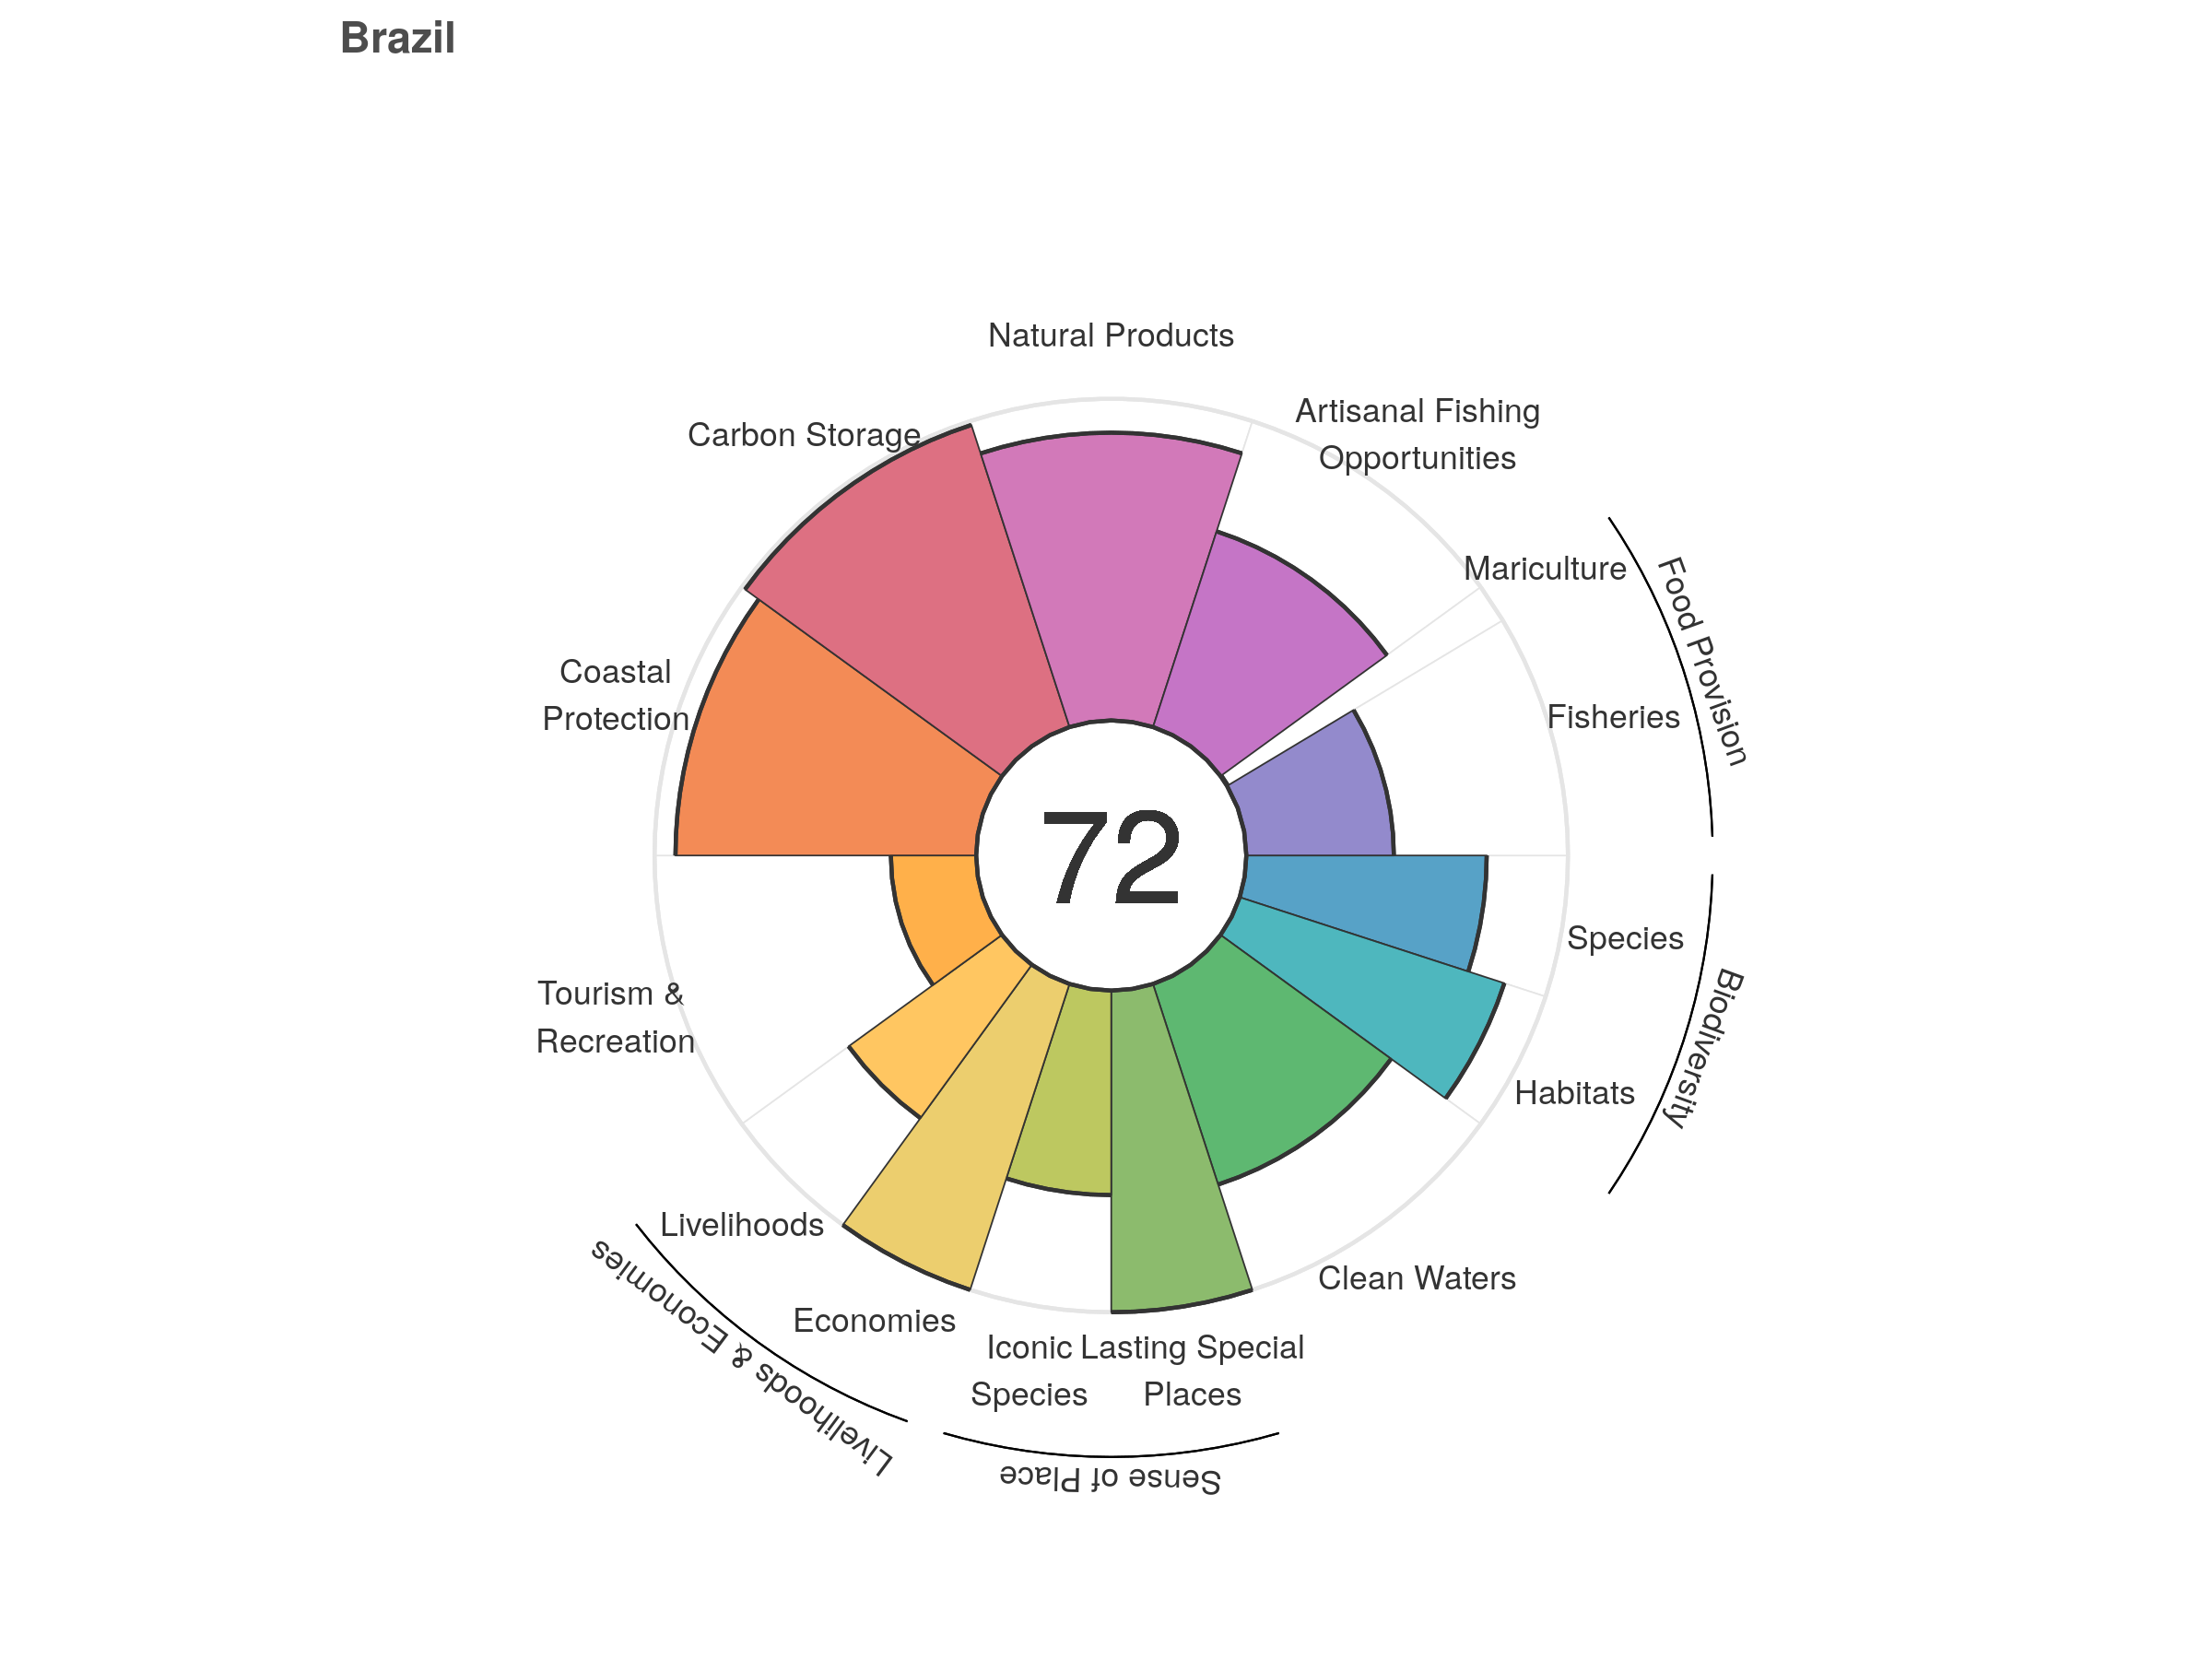 Brazil
Natural Products
Artisanal Fishing
Opportunities
Carbon Storage
Mariculture
Food Provision
Fisheries
Coastal
Protection
72
Species
Biodiversity
Habitats
Tourism &
Recreation
Livelihoods
Clean Waters
Economies
Livelihoods & Economies
Iconic
Species
Lasting Special
Places
Sense of Place